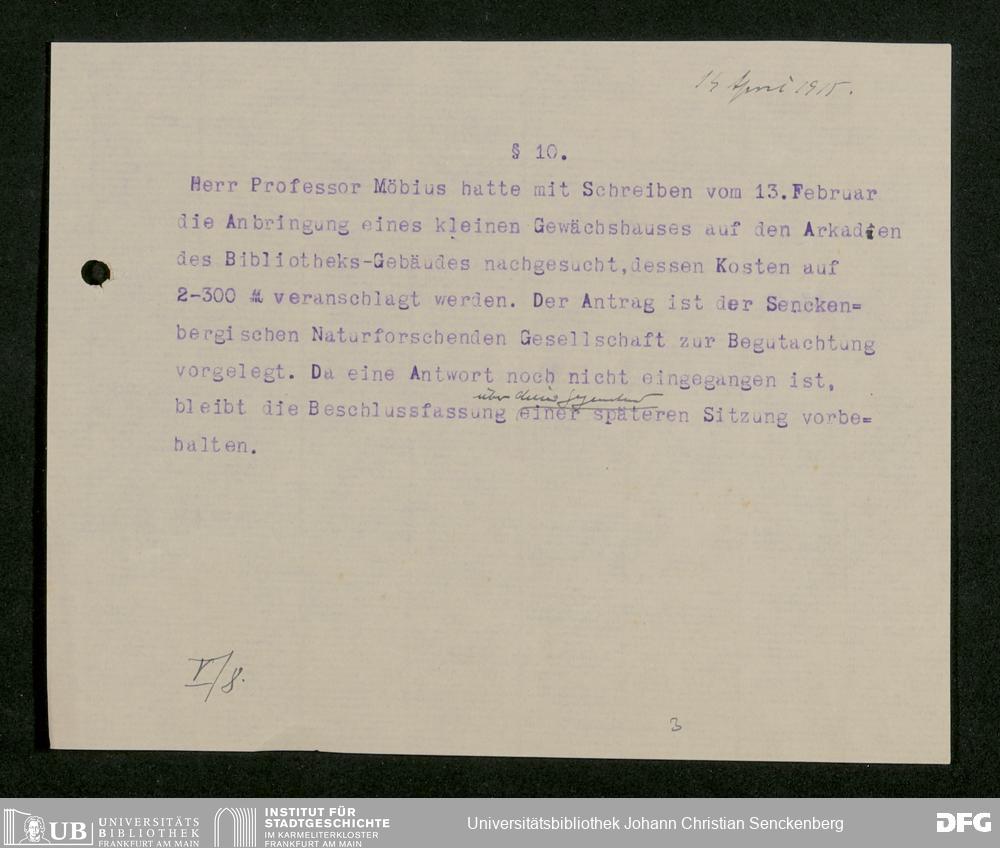 14 April 1915.
§ 10.
Herr Professor Möbius hatte mit Schreiben vom 13.Februar
die Anbringung eines kleinen Gewächshauses auf den Arkaden
des Bibliotheks-Gebäudes nachgesucht,dessen Kosten auf
2-300 ℳ veranschlagt werden. Der Antrag ist der Sencken=
bergischen Naturforschenden Gesellschaft zur Begutachtung
vorgelegt. Da eine Antwort noch nicht eingegangen ist,
über diesen Gegenstand
bleibt die Beschlussfassung einer späteren Sitzung vorbe=
halten.
V/8.
3
UB UNIVERSITÄTS
BIBLIOTHEK
FRANKFURT AM MAIN
INSTITUT FÜR
STADTGESCHICHTE
IM KARMELITERKLOSTER
FRANKFURT AM MAIN
Universitätsbibliothek Johann Christian Senckenberg
DFG